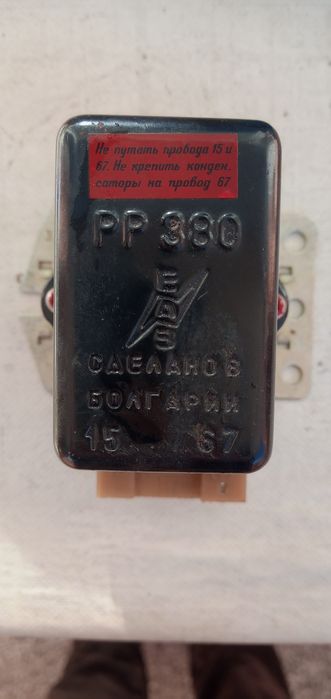 Не путать провода 15 и
67. Не крепить конден.
саторы на провод 67
РР 380
EDS
СДЕЛАНО В
БОЛГАРИИ
15 67